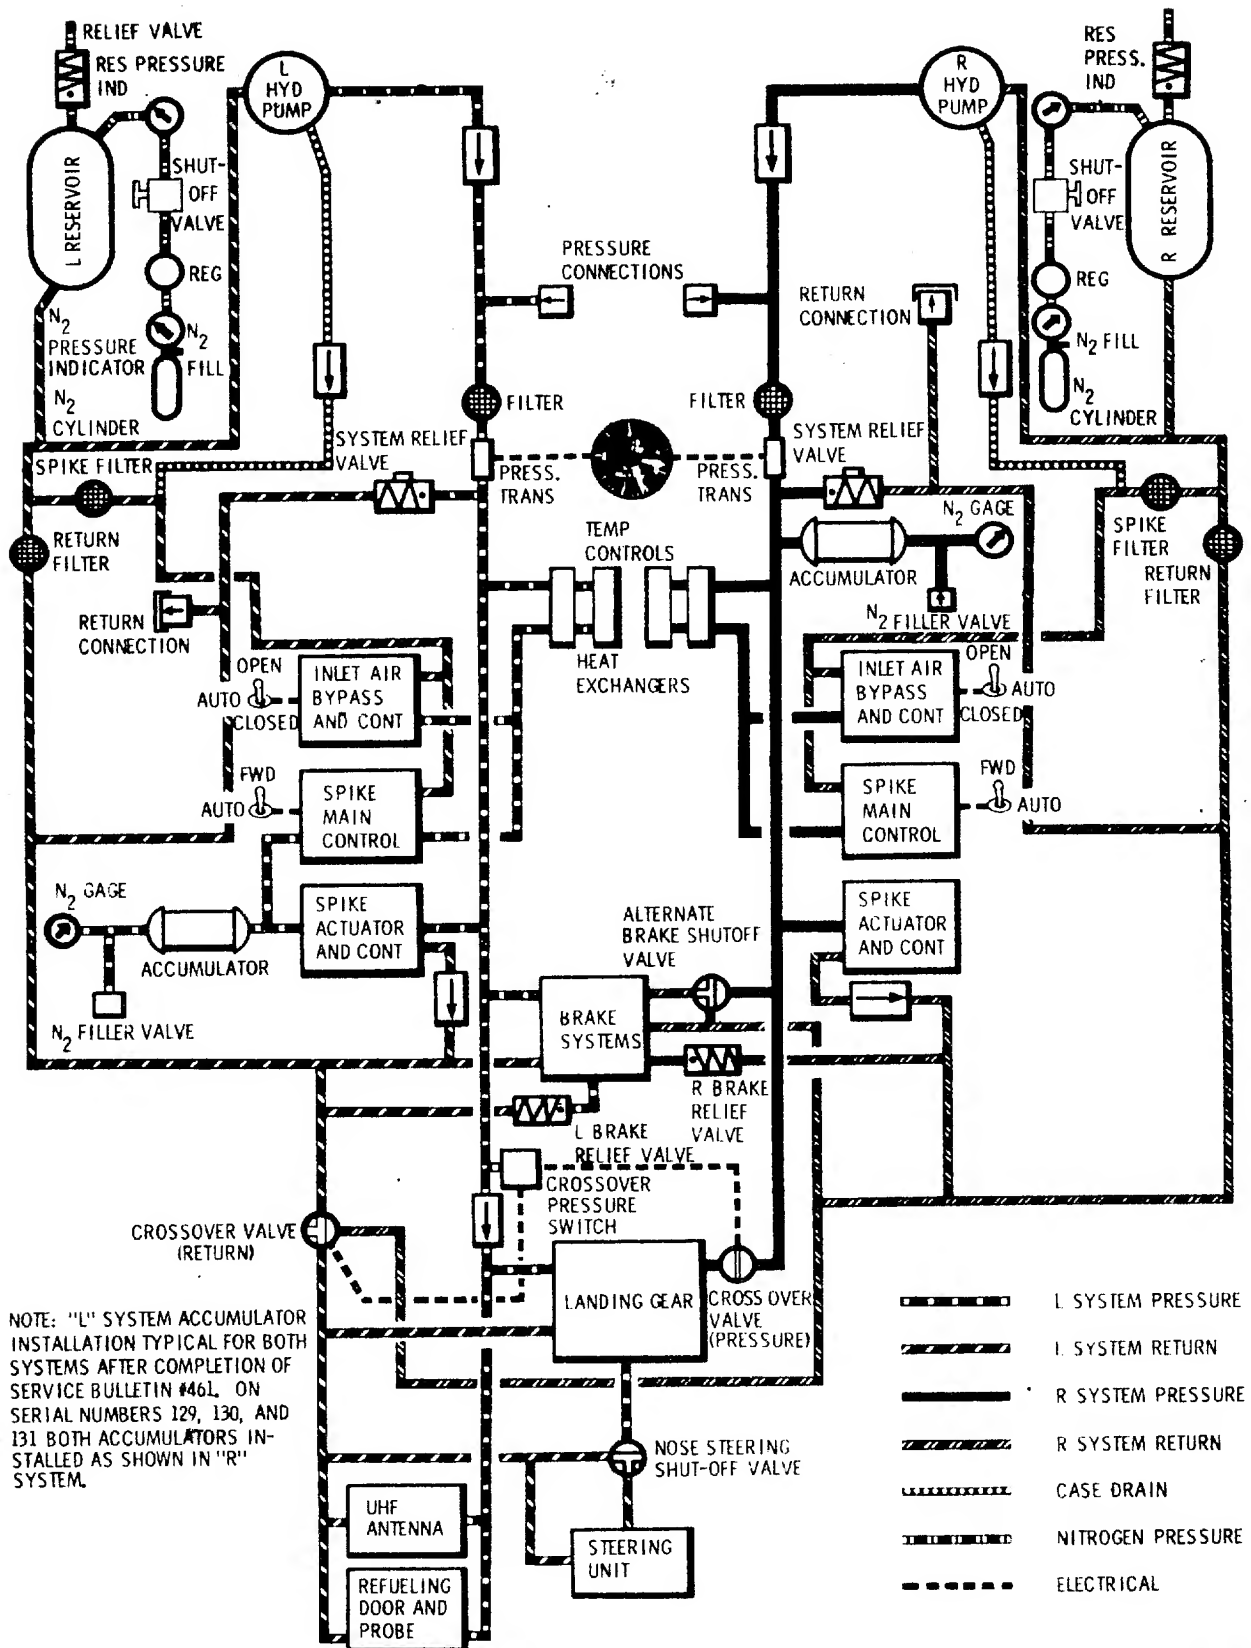 RELIEF VALVE
RES PRESSURE
IND
L
HYD
PUMP
R
HYD
PUMP
RES
PRESS.
IND
SHUT-
OFF
VALVE
L RESERVOIR
REG
N2
PRESSURE
INDICATOR
N2
FILL
N2
CYLINDER
PRESSURE
CONNECTIONS
RETURN
CONNECTION
SHUT-
OFF
VALVE
R RESERVOIR
REG
N2 FILL
N2
CYLINDER
FILTER
FILTER
SPIKE FILTER
SYSTEM RELIEF
VALVE
PRESS.
TRANS
PRESS.
TRANS
SYSTEM RELIEF
VALVE
RETURN
FILTER
RETURN
CONNECTION
TEMP
CONTROLS
HEAT
EXCHANGERS
N2 GAGE
ACCUMULATOR
N2 FILLER VALVE
SPIKE
FILTER
RETURN
FILTER
OPEN
AUTO
CLOSED
INLET AIR
BYPASS
AND CONT
INLET AIR
BYPASS
AND CONT
OPEN
AUTO
CLOSED
FWD
AUTO
SPIKE
MAIN
CONTROL
SPIKE
MAIN
CONTROL
FWD
AUTO
N2 GAGE
ACCUMULATOR
N2 FILLER VALVE
SPIKE
ACTUATOR
AND CONT
ALTERNATE
BRAKE SHUTOFF
VALVE
SPIKE
ACTUATOR
AND CONT
BRAKE
SYSTEMS
R BRAKE
RELIEF
VALVE
L BRAKE
RELIEF VALVE
CROSSOVER
PRESSURE
SWITCH
CROSSOVER VALVE
(RETURN)
LANDING GEAR
CROSS OVER
VALVE
(PRESSURE)
NOTE: "L" SYSTEM ACCUMULATOR
INSTALLATION TYPICAL FOR BOTH
SYSTEMS AFTER COMPLETION OF
SERVICE BULLETIN #461. ON
SERIAL NUMBERS 129, 130, AND
131 BOTH ACCUMULATORS IN-
STALLED AS SHOWN IN "R"
SYSTEM.
NOSE STEERING
SHUT-OFF VALVE
UHF
ANTENNA
STEERING
UNIT
REFUELING
DOOR AND
PROBE
L SYSTEM PRESSURE
L SYSTEM RETURN
R SYSTEM PRESSURE
R SYSTEM RETURN
CASE DRAIN
NITROGEN PRESSURE
ELECTRICAL